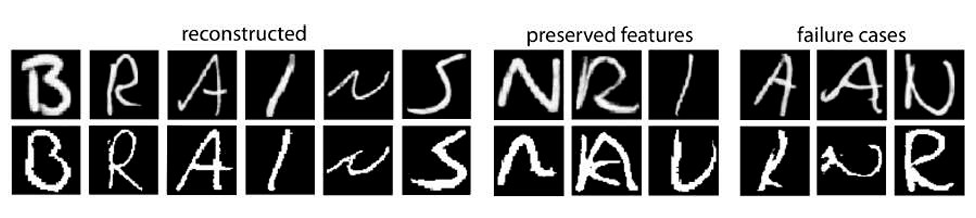 reconstructed preserved features failure cases
B R A I N S N R I A A N
B R A I N S N A U